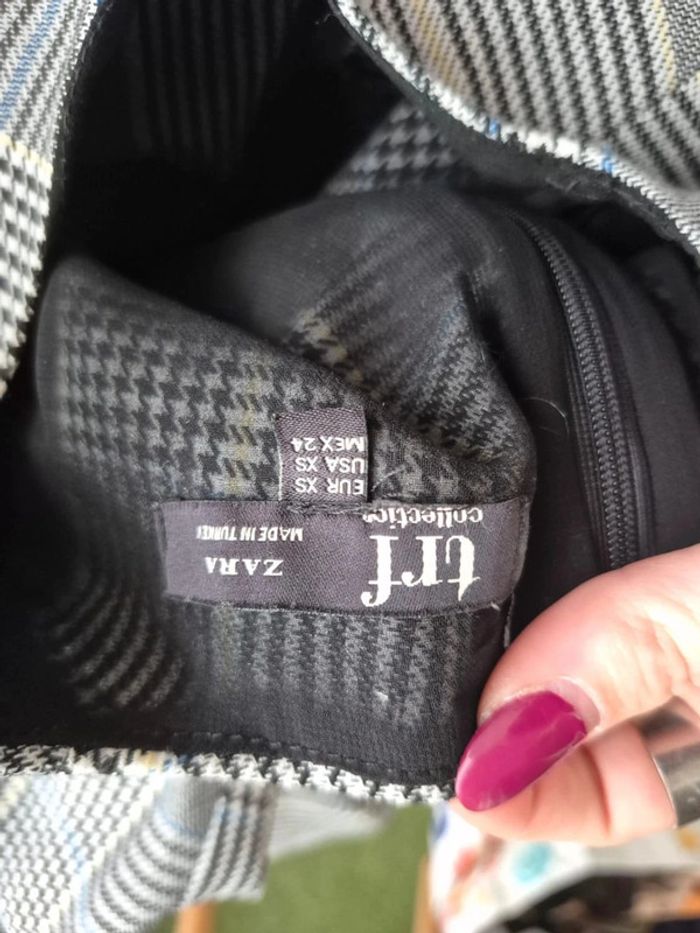 trf
collection
ZARA
MADE IN TURKEY
EUR XS
USA XS
MEX 24